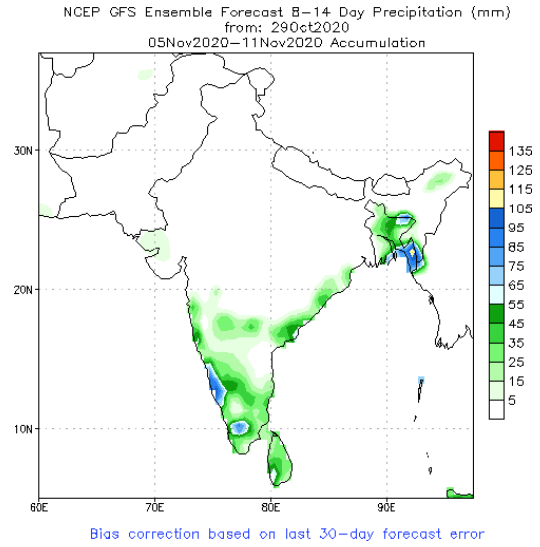 NCEP GFS Ensemble Forecast 8-14 Day Precipitation (mm)
from: 29Oct2020
05Nov2020-11Nov2020 Accumulation
30N
20N
10N
60E 70E 80E 90E
135
125
115
105
95
85
75
65
55
45
35
25
15
5
Bias correction based on last 30-day forecast error